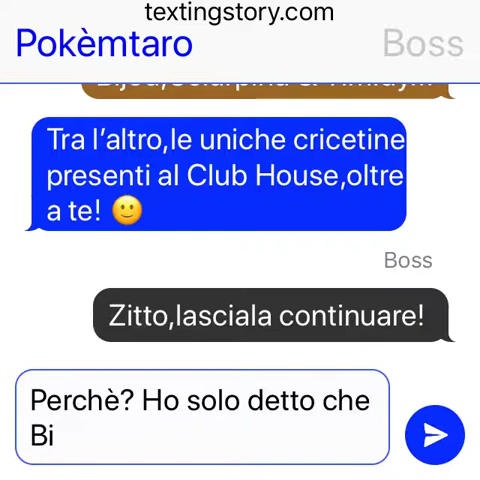 textingstory.com
Pokèmtaro
Boss
Tra l’altro,le uniche cricetine
presenti al Club House,oltre
a te! 🙂
Boss
Zitto,lasciala continuare!
Perchè? Ho solo detto che
Bi